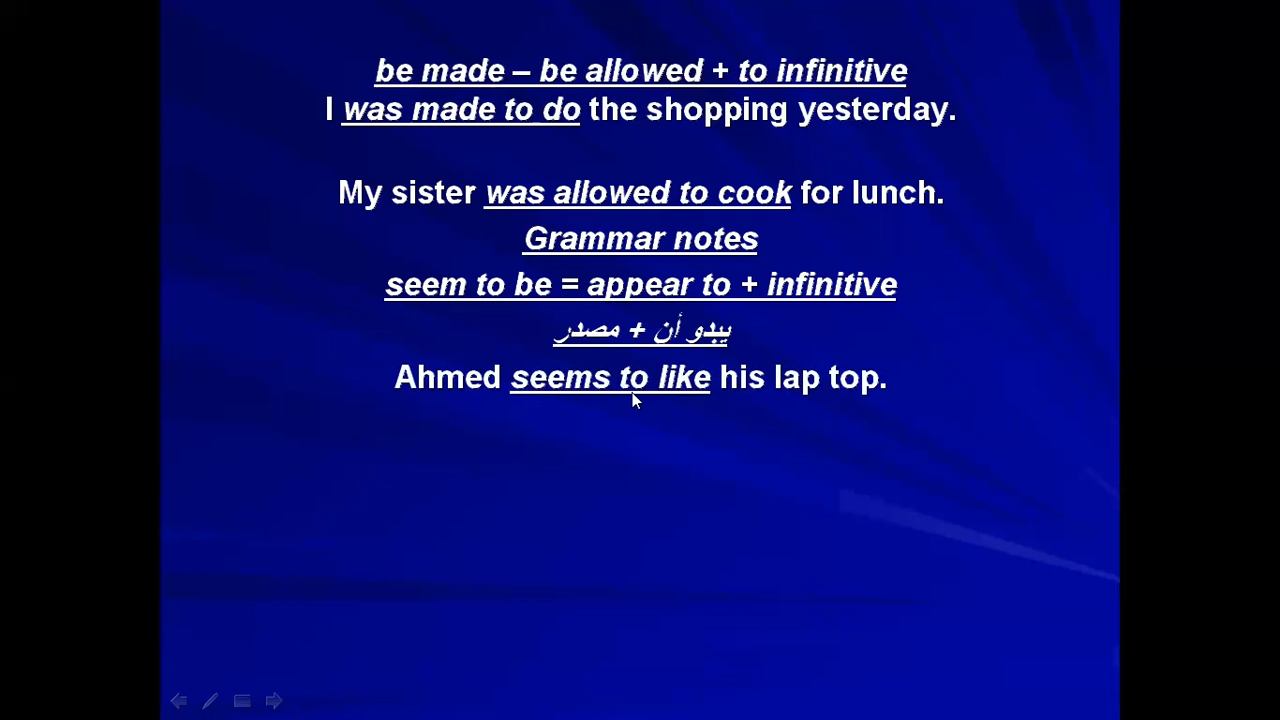 be made – be allowed + to infinitive
I was made to do the shopping yesterday.
My sister was allowed to cook for lunch.
Grammar notes
seem to be = appear to + infinitive
يبدو أن + مصدر
Ahmed seems to like his lap top.